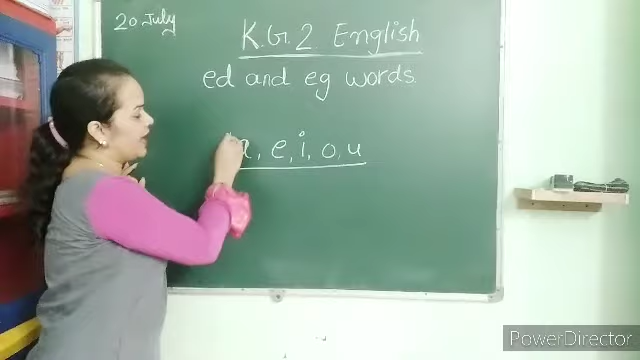 20 July
K.G.2 English
ed and eg words.
a, e, i, o, u
PowerDirector